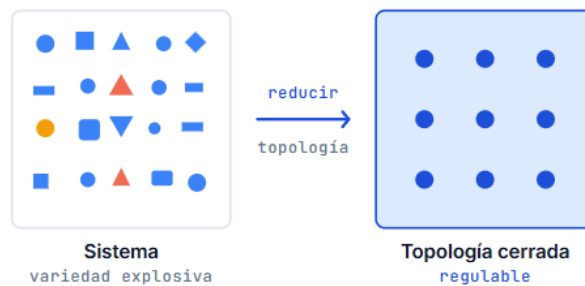 reducir
topología
Sistema
variedad explosiva
Topología cerrada
regulable